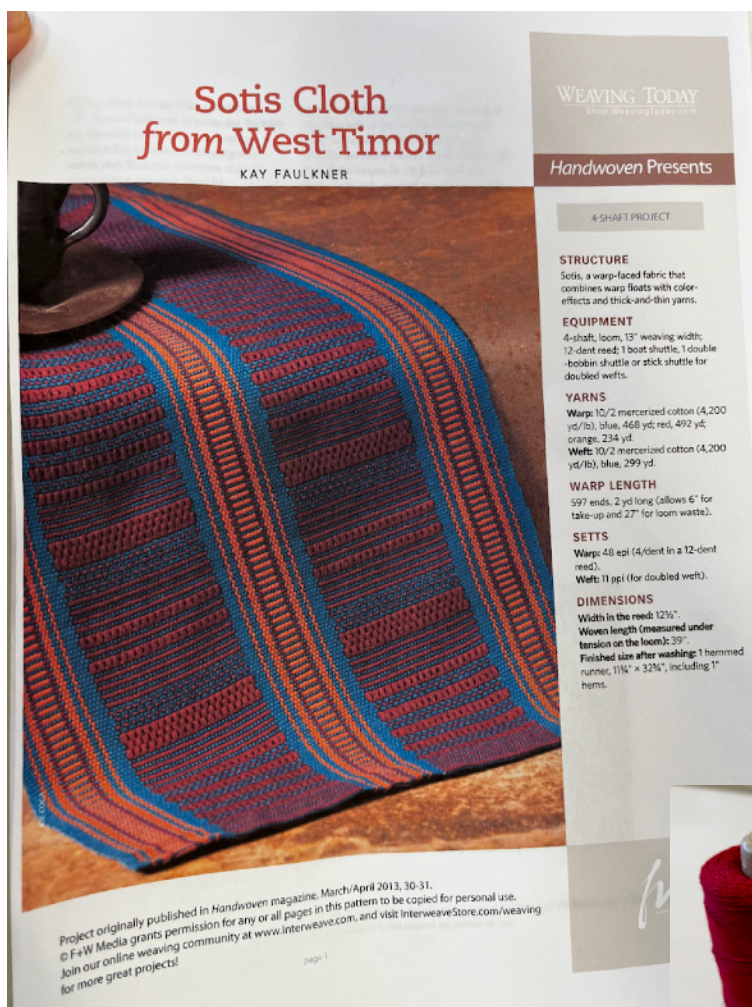 Sotis Cloth
from West Timor
KAY FAULKNER
WEAVING TODAY
Shop.WeavingToday.com
Handwoven Presents
4-SHAFT PROJECT
STRUCTURE
Sotis, a warp-faced fabric that
combines warp floats with color-
effects and thick-and-thin yarns.
EQUIPMENT
4-shaft, loom, 13" weaving width;
12-dent reed; 1 boat shuttle, 1 double
-bobbin shuttle or stick shuttle for
doubled wefts.
YARNS
Warp: 10/2 mercerized cotton (4,200
yd/lb), blue, 468 yd; red, 492 yd;
orange, 234 yd.
Weft: 10/2 mercerized cotton (4,200
yd/lb), blue, 299 yd.
WARP LENGTH
597 ends, 2 yd long (allows 6" for
take-up and 27" for loom waste).
SETTS
Warp: 48 epi (4/dent in a 12-dent
reed).
Weft: 11 ppi (for doubled weft).
DIMENSIONS
Width in the reed: 12½".
Woven length (measured under
tension on the loom): 39".
Finished size after washing: 1 hemmed
runner, 11¾" × 32¾", including 1"
hems.
Project originally published in Handwoven magazine, March/April 2013, 30-31.
© F+W Media grants permission for any or all pages in this pattern to be copied for personal use.
Join our online weaving community at www.interweave.com, and visit InterweaveStore.com/weaving
for more great projects!
page 1